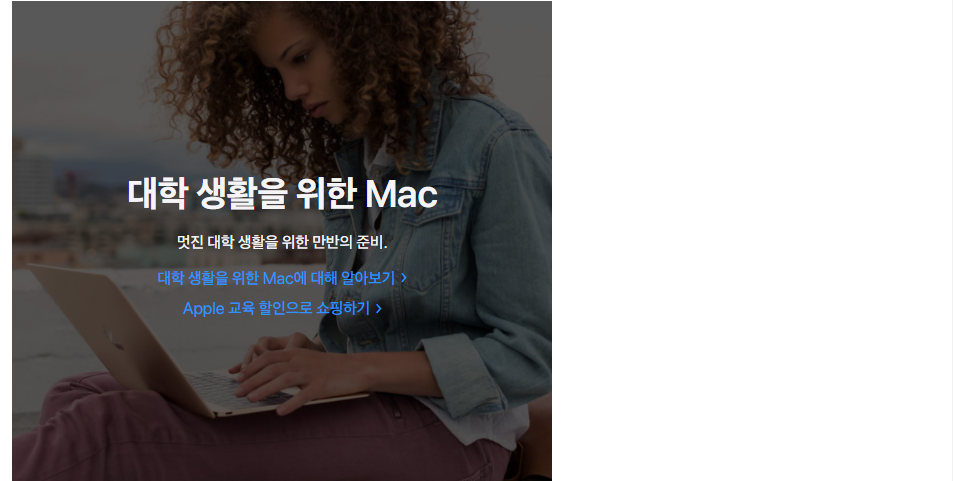 대학 생활을 위한 Mac
멋진 대학 생활을 위한 만반의 준비.
대학 생활을 위한 Mac에 대해 알아보기 >
Apple 교육 할인으로 쇼핑하기 >